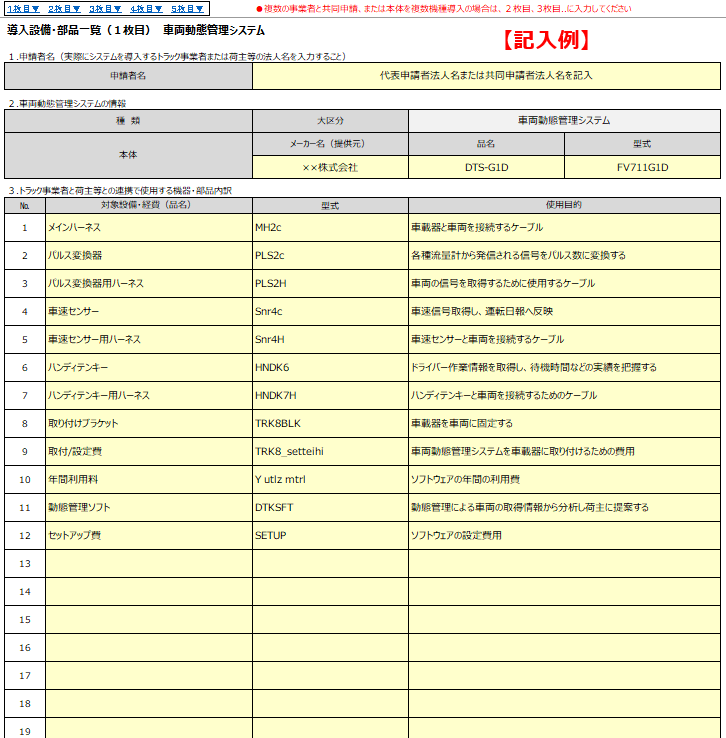 1枚目▼ 2枚目▼ 3枚目▼ 4枚目▼ 5枚目▼ ●複数の事業者と共同申請、または本体を複数機種導入の場合は、２枚目、3枚目..に入力してください
導入設備・部品一覧（１枚目） 車両動態管理システム
【記入例】
１.申請者名（実際にシステムを導入するトラック事業者または荷主等の法人名を入力すること）
申請者名 代表申請者法人名または共同申請者法人名を記入
２.車両動態管理システムの情報
種 類 大区分 車両動態管理システム
本体 メーカー名（提供元） 品名 型式
××株式会社 DTS-G1D FV711G1D
３.トラック事業者と荷主等との連携で使用する機器・部品内訳
No. 対象設備・経費（品名） 型式 使用目的
1 メインハーネス MH2c 車載器と車両を接続するケーブル
2 パルス変換器 PLS2c 各種流量計から発信される信号をパルス数に変換する
3 パルス変換器用ハーネス PLS2H 車両の信号を取得するために使用するケーブル
4 車速センサー Snr4c 車速信号取得し、運転日報へ反映
5 車速センサー用ハーネス Snr4H 車速センサーと車両を接続するケーブル
6 ハンディテンキー HNDK6 ドライバー作業情報を取得し、待機時間などの実績を把握する
7 ハンディテンキー用ハーネス HNDK7H ハンディテンキーと車両を接続するためのケーブル
8 取り付けブラケット TRK8BLK 車載器を車両に固定する
9 取付/設定費 TRK8_setteihi 車両動態管理システムを車載器に取り付けるための費用
10 年間利用料 Y utlz mtrl ソフトウェアの年間の利用費
11 動態管理ソフト DTKSFT 動態管理による車両の取得情報から分析し荷主に提案する
12 セットアップ費 SETUP ソフトウェアの設定費用
13
14
15
16
17
18
19